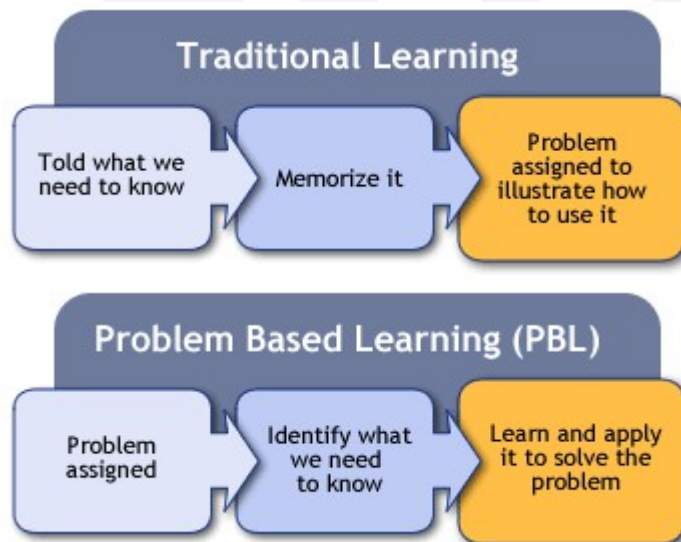 Traditional Learning
Told what we
need to know
Memorize it
Problem
assigned to
illustrate how
to use it
Problem Based Learning (PBL)
Problem
assigned
Identify what
we need
to know
Learn and apply
it to solve the
problem